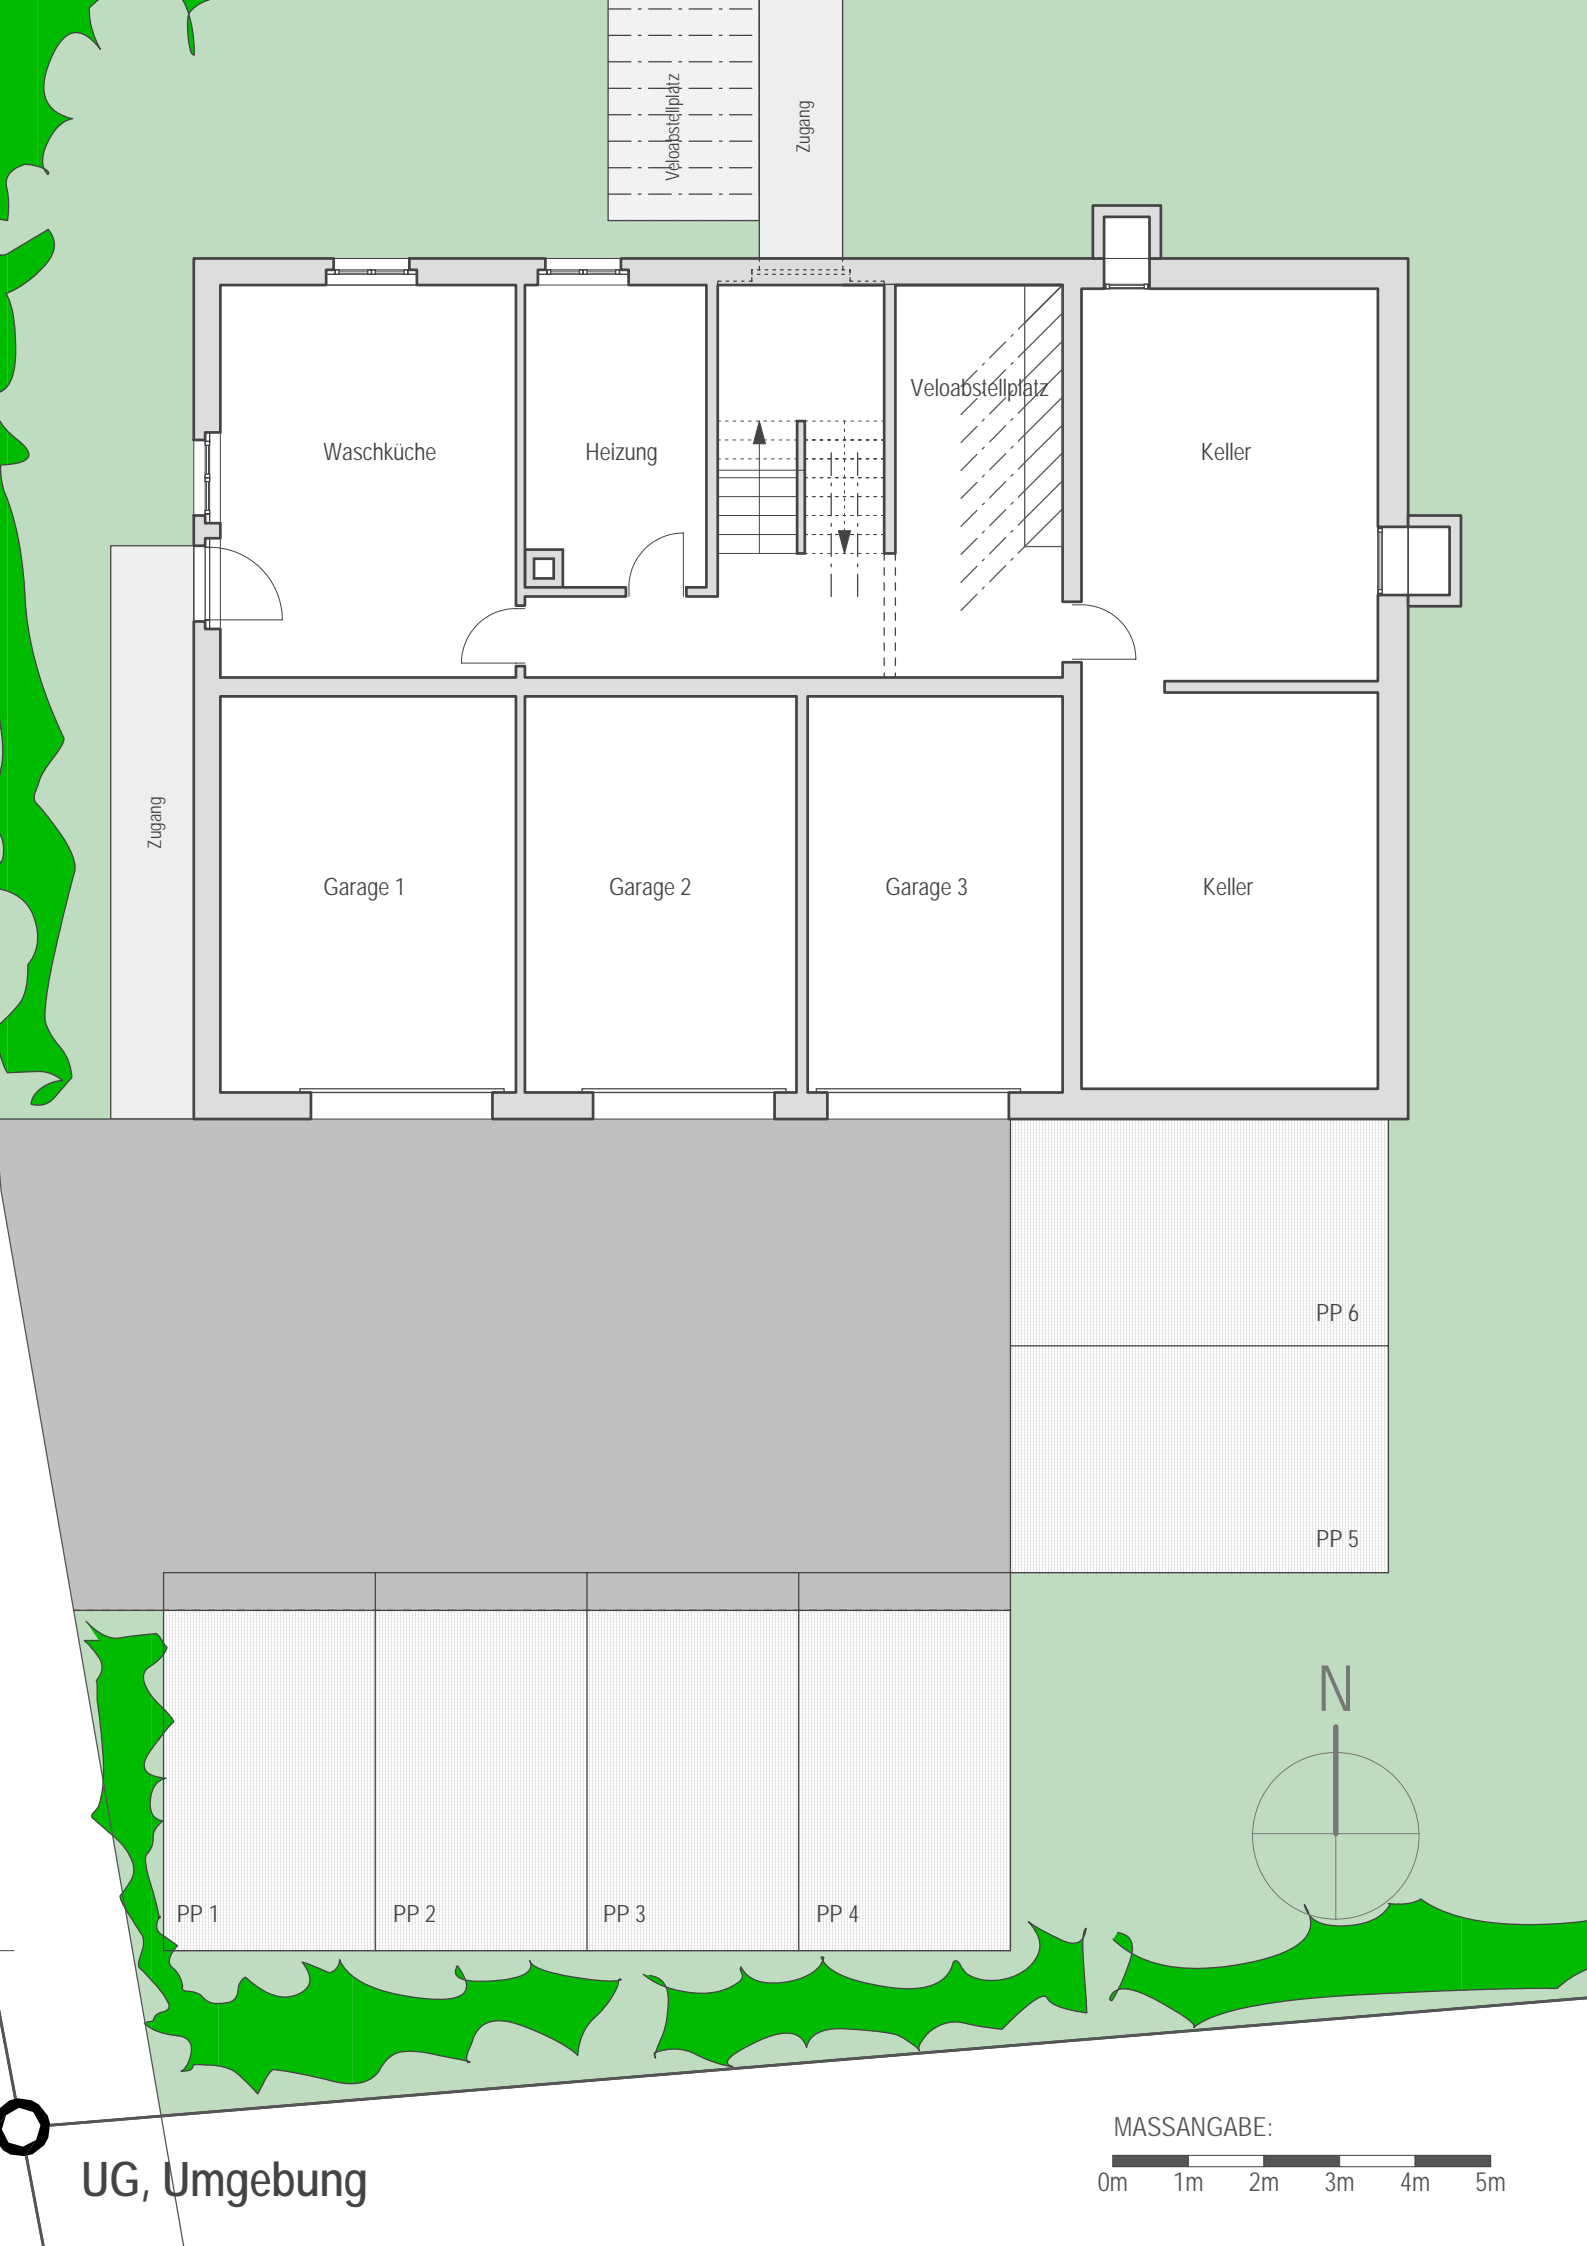 Veloabstellplatz
Zugang
Veloabstellplatz
Waschküche
Heizung
Keller
Zugang
Garage 1
Garage 2
Garage 3
Keller
PP 6
PP 5
N
PP 1
PP 2
PP 3
PP 4
MASSANGABE:
0m 1m 2m 3m 4m 5m
UG, Umgebung